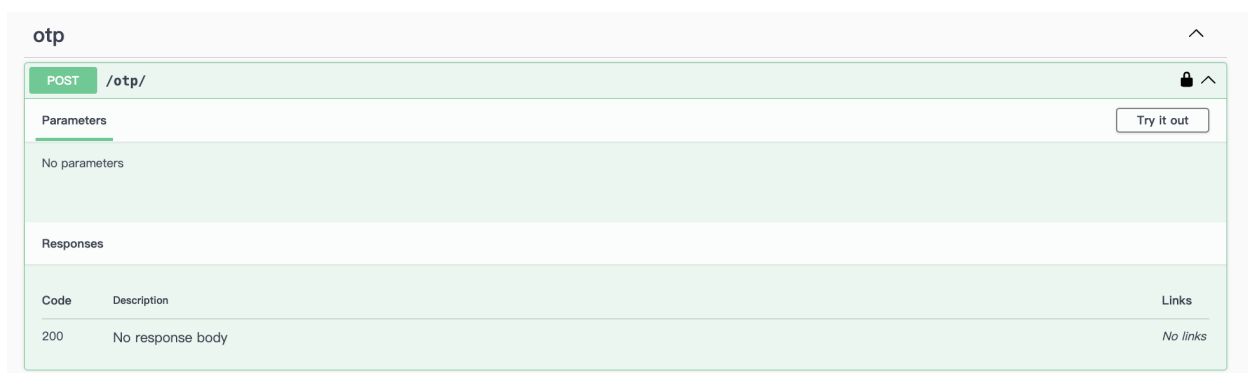 otp
POST /otp/
Parameters Try it out
No parameters
Responses
Code Description Links
200 No response body No links